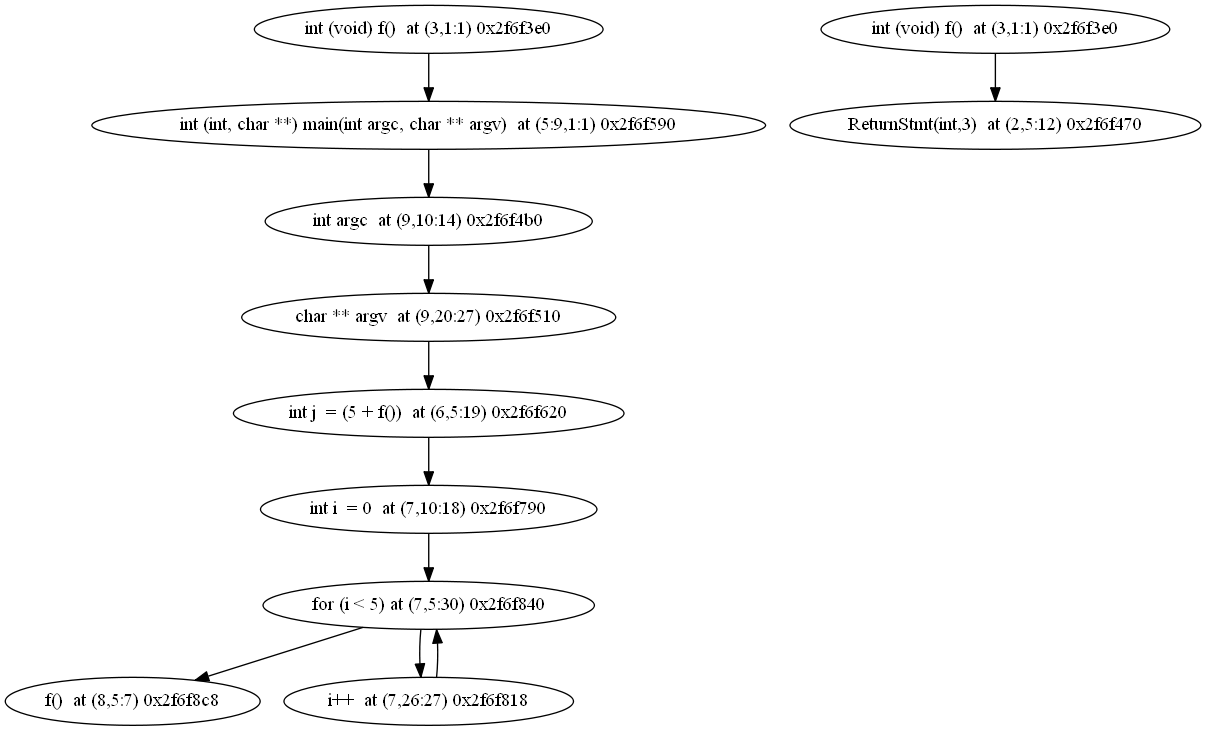 int (void) f()  at (3,1:1) 0x2f6f3e0
int (void) f()  at (3,1:1) 0x2f6f3e0
int (int, char **) main(int argc, char ** argv)  at (5:9,1:1) 0x2f6f590
ReturnStmt(int,3)  at (2,5:12) 0x2f6f470
int argc  at (9,10:14) 0x2f6f4b0
char ** argv  at (9,20:27) 0x2f6f510
int j  = (5 + f())  at (6,5:19) 0x2f6f620
int i  = 0  at (7,10:18) 0x2f6f790
for (i < 5) at (7,5:30) 0x2f6f840
f()  at (8,5:7) 0x2f6f8c8
i++  at (7,26:27) 0x2f6f818